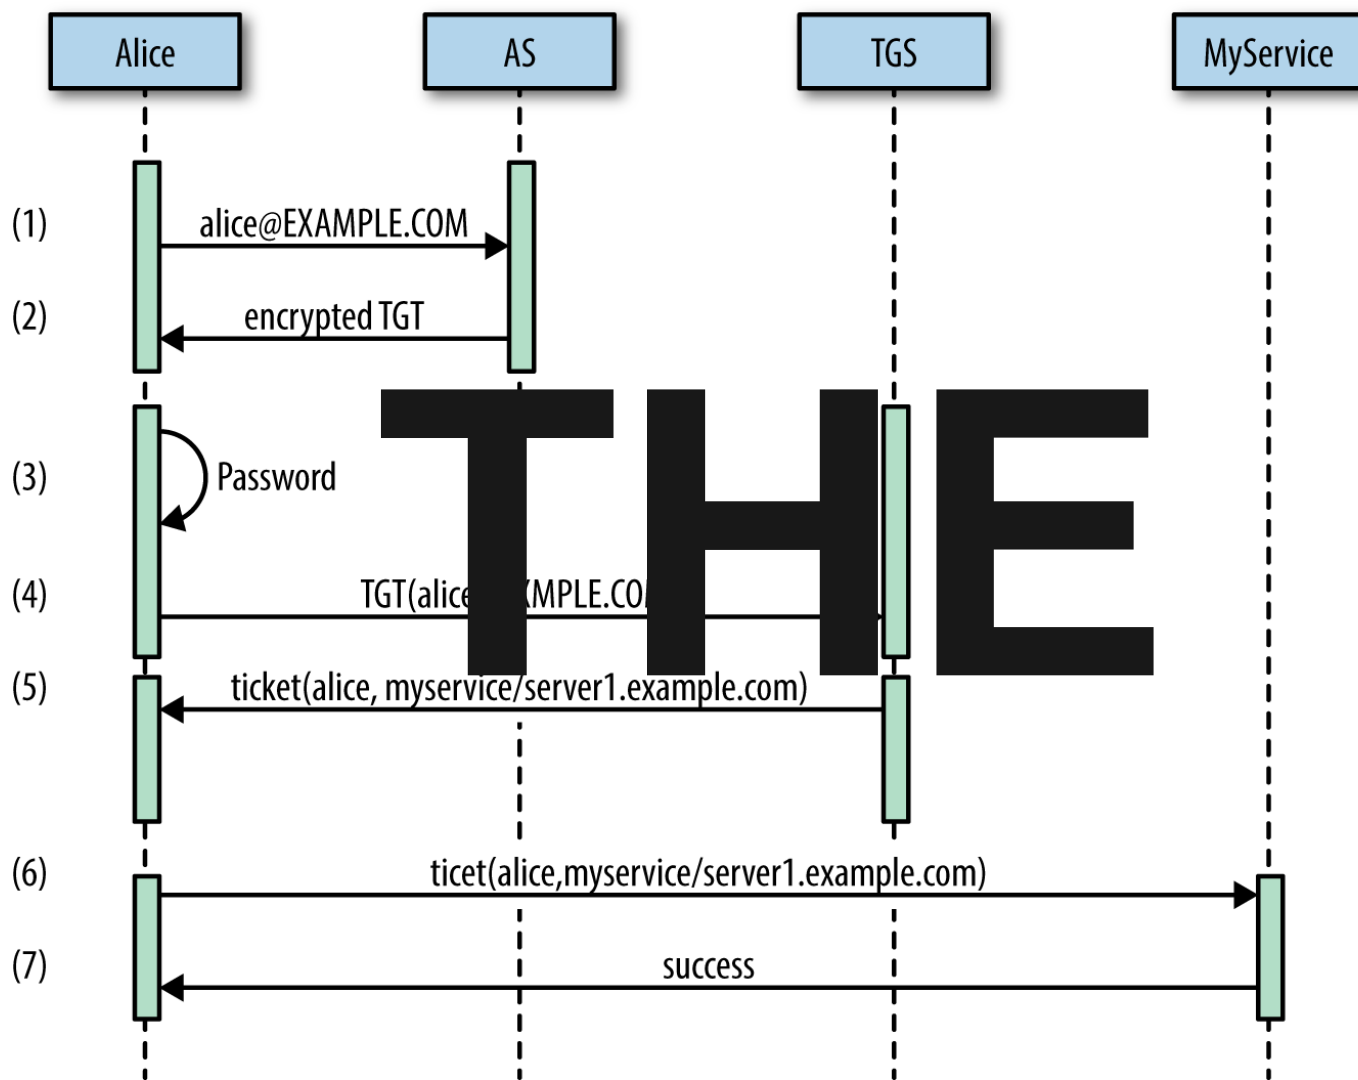 Alice AS TGS MyService
(1) alice@EXAMPLE.COM
(2) encrypted TGT
THE
(3) Password
(4)
(5) ticket(alice, myservice/server1.example.com)
(6) ticet(alice,myservice/server1.example.com)
(7) success